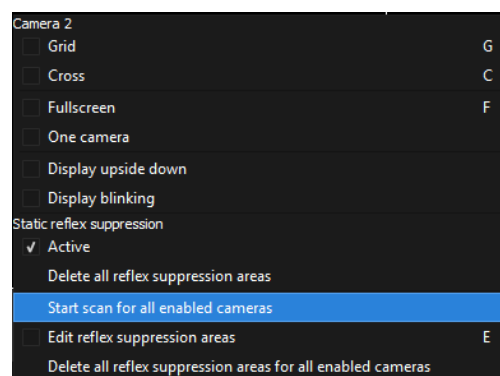 Camera 2
Grid G
Cross C
Fullscreen F
One camera
Display upside down
Display blinking
Static reflex suppression
Active
Delete all reflex suppression areas
Start scan for all enabled cameras
Edit reflex suppression areas E
Delete all reflex suppression areas for all enabled cameras